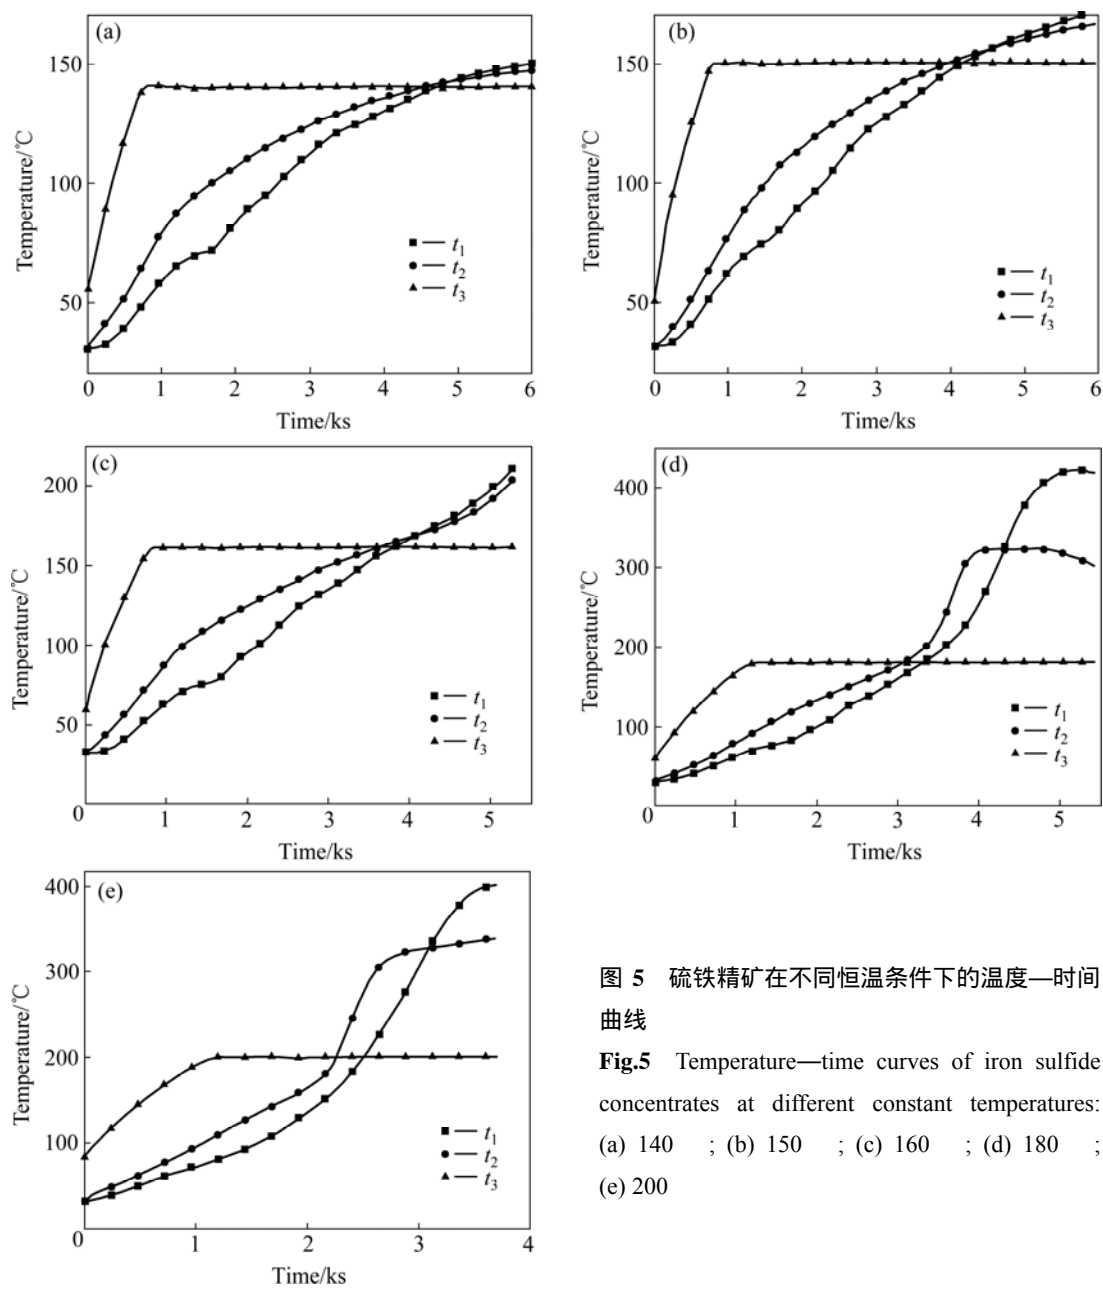 (a)
150
100
50
Temperature/℃
t1
t2
t3
0 1 2 3 4 5 6
Time/ks
(b)
150
100
50
Temperature/℃
t1
t2
t3
0 1 2 3 4 5 6
Time/ks
(c)
200
150
100
50
0
Temperature/℃
t1
t2
t3
1 2 3 4 5
Time/ks
(d)
400
300
200
100
0
Temperature/℃
t1
t2
t3
1 2 3 4 5
Time/ks
(e)
400
300
200
100
0
Temperature/℃
t1
t2
t3
1 2 3 4
Time/ks
图 5 硫铁精矿在不同恒温条件下的温度—时间
曲线
Fig.5 Temperature—time curves of iron sulfide
concentrates at different constant temperatures:
(a) 140 ; (b) 150 ; (c) 160 ; (d) 180 ;
(e) 200